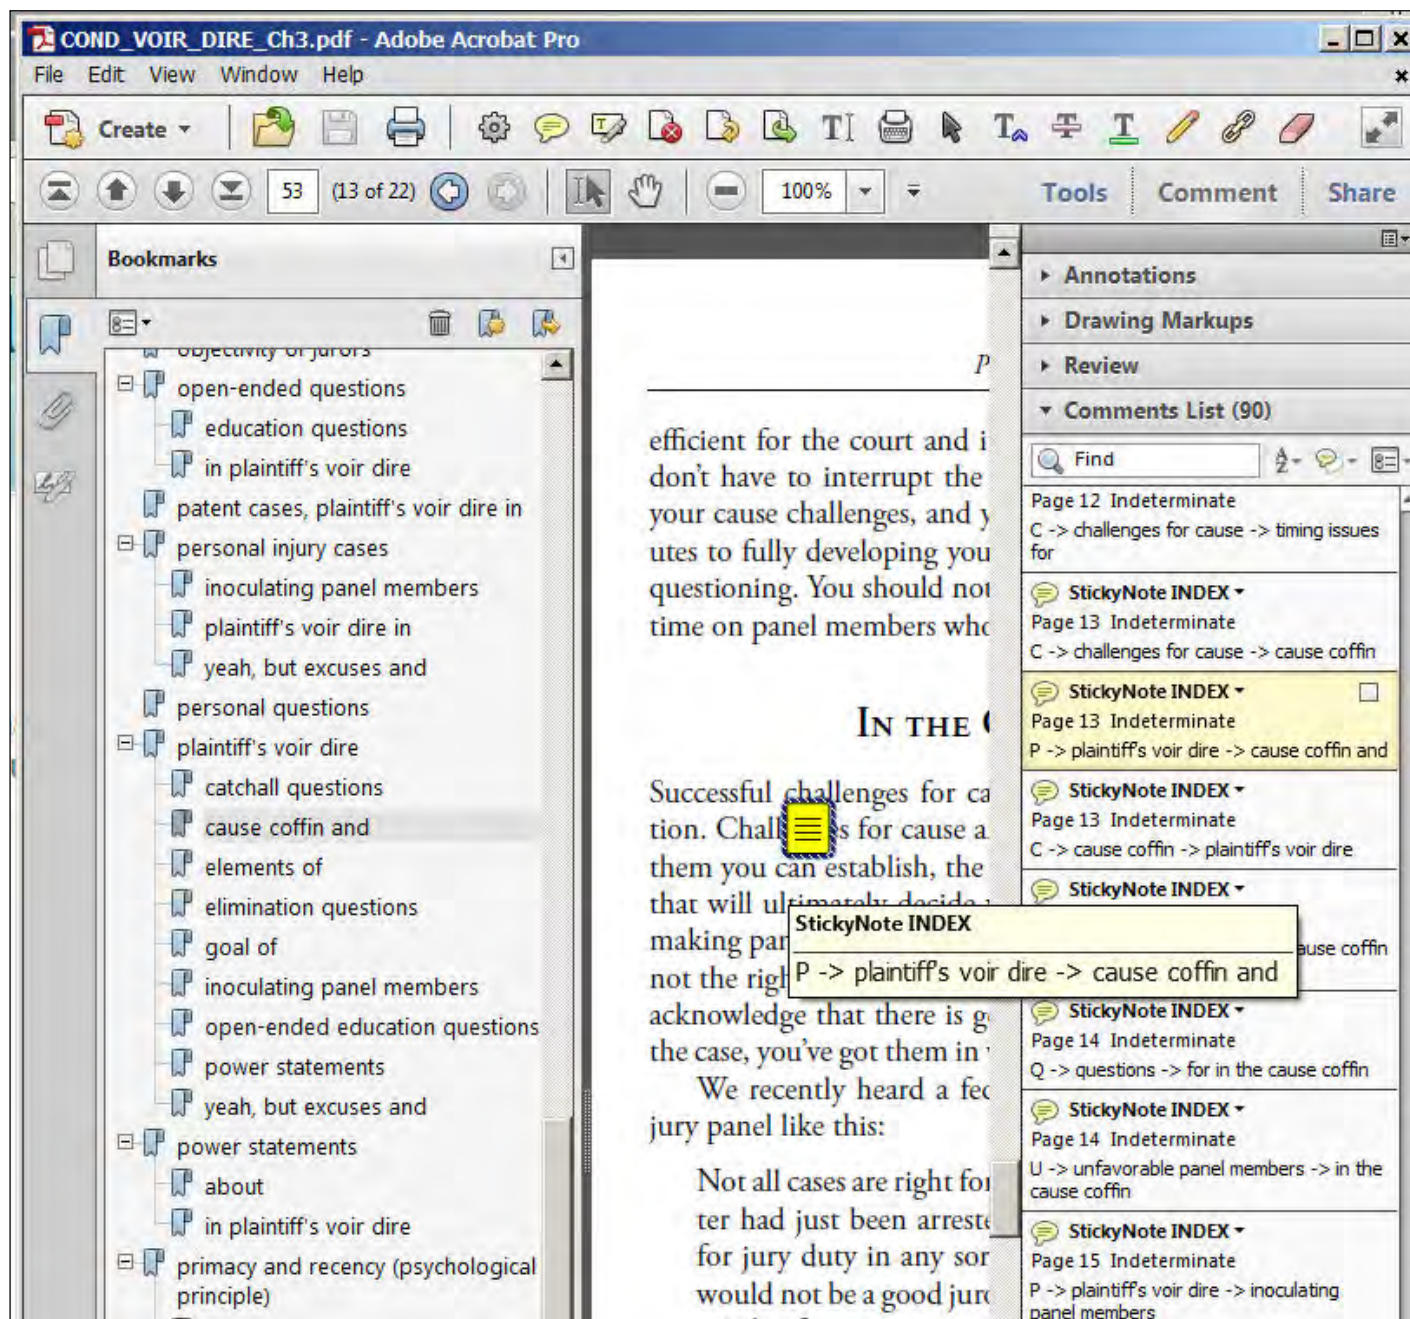 COND_VOIR_DIRE_Ch3.pdf - Adobe Acrobat Pro
File Edit View Window Help
Create
53 (13 of 22) 100% Tools Comment Share
Bookmarks
objectivity of jurors
open-ended questions
education questions
in plaintiff's voir dire
patent cases, plaintiff's voir dire in
personal injury cases
inoculating panel members
plaintiff's voir dire in
yeah, but excuses and
personal questions
plaintiff's voir dire
catchall questions
cause coffin and
elements of
elimination questions
goal of
inoculating panel members
open-ended education questions
power statements
yeah, but excuses and
power statements
about
in plaintiff's voir dire
primacy and recency (psychological
principle)
P
efficient for the court and i
don't have to interrupt the
your cause challenges, and y
utes to fully developing you
questioning. You should not
time on panel members who
IN THE
Successful challenges for ca
tion. Chall s for cause a
them you can establish, the
that will ultimately decide
making par
not the righ
acknowledge that there is g
the case, you've got them in
We recently heard a fed
jury panel like this:
Not all cases are right for
ter had just been arreste
for jury duty in any sor
would not be a good juro
StickyNote INDEX
P -> plaintiff's voir dire -> cause coffin and
Annotations
Drawing Markups
Review
Comments List (90)
Find
Page 12 Indeterminate
C -> challenges for cause -> timing issues
for
StickyNote INDEX
Page 13 Indeterminate
C -> challenges for cause -> cause coffin
StickyNote INDEX
Page 13 Indeterminate
P -> plaintiff's voir dire -> cause coffin and
StickyNote INDEX
Page 13 Indeterminate
C -> cause coffin -> plaintiff's voir dire
StickyNote INDEX
ause coffin
StickyNote INDEX
Page 14 Indeterminate
Q -> questions -> for in the cause coffin
StickyNote INDEX
Page 14 Indeterminate
U -> unfavorable panel members -> in the
cause coffin
StickyNote INDEX
Page 15 Indeterminate
P -> plaintiff's voir dire -> inoculating
panel members